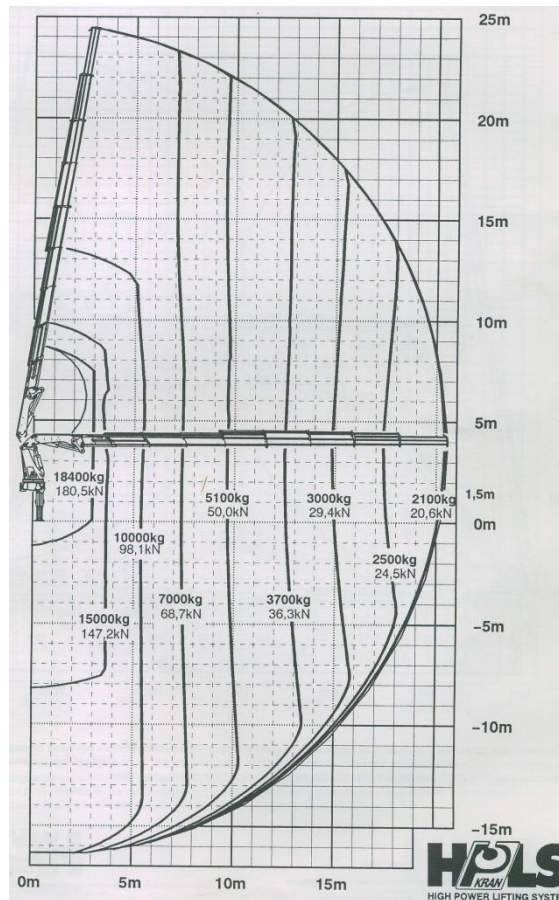 25m
20m
15m
10m
5m
18400kg
180,5kN
5100kg
50,0kN
3000kg
29,4kN
2100kg
20,6kN
1,5m
0m
10000kg
98,1kN
2500kg
24,5kN
7000kg
68,7kN
3700kg
36,3kN
15000kg
147,2kN
-5m
-10m
-15m
0m
5m
10m
15m
HPLS
KRAN
HIGH POWER LIFTING SYSTE